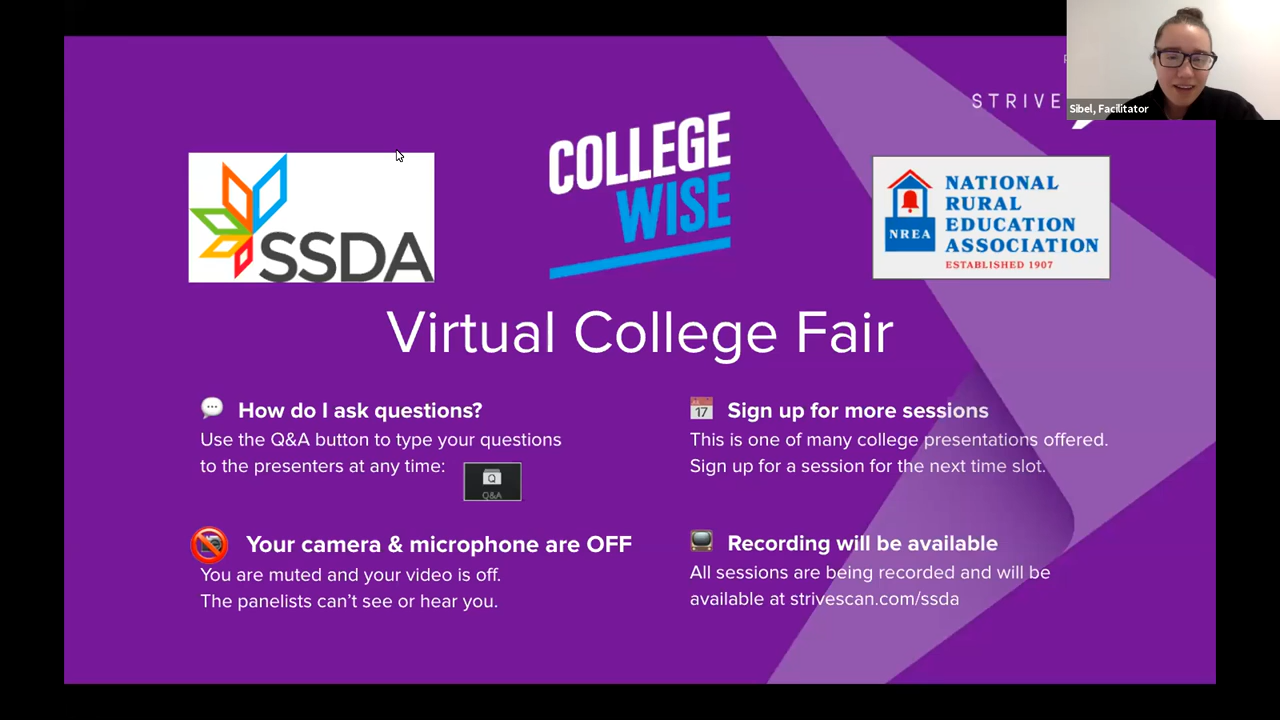 STRIVE
Sibel, Facilitator
SSDA
COLLEGE
WISE
NREA
NATIONAL
RURAL
EDUCATION
ASSOCIATION
ESTABLISHED 1907
Virtual College Fair
How do I ask questions?
Use the Q&A button to type your questions
to the presenters at any time:
Q
Q&A
Sign up for more sessions
17
This is one of many college presentations offered.
Sign up for a session for the next time slot.
Your camera & microphone are OFF
You are muted and your video is off.
The panelists can't see or hear you.
Recording will be available
All sessions are being recorded and will be
available at strivescan.com/ssda